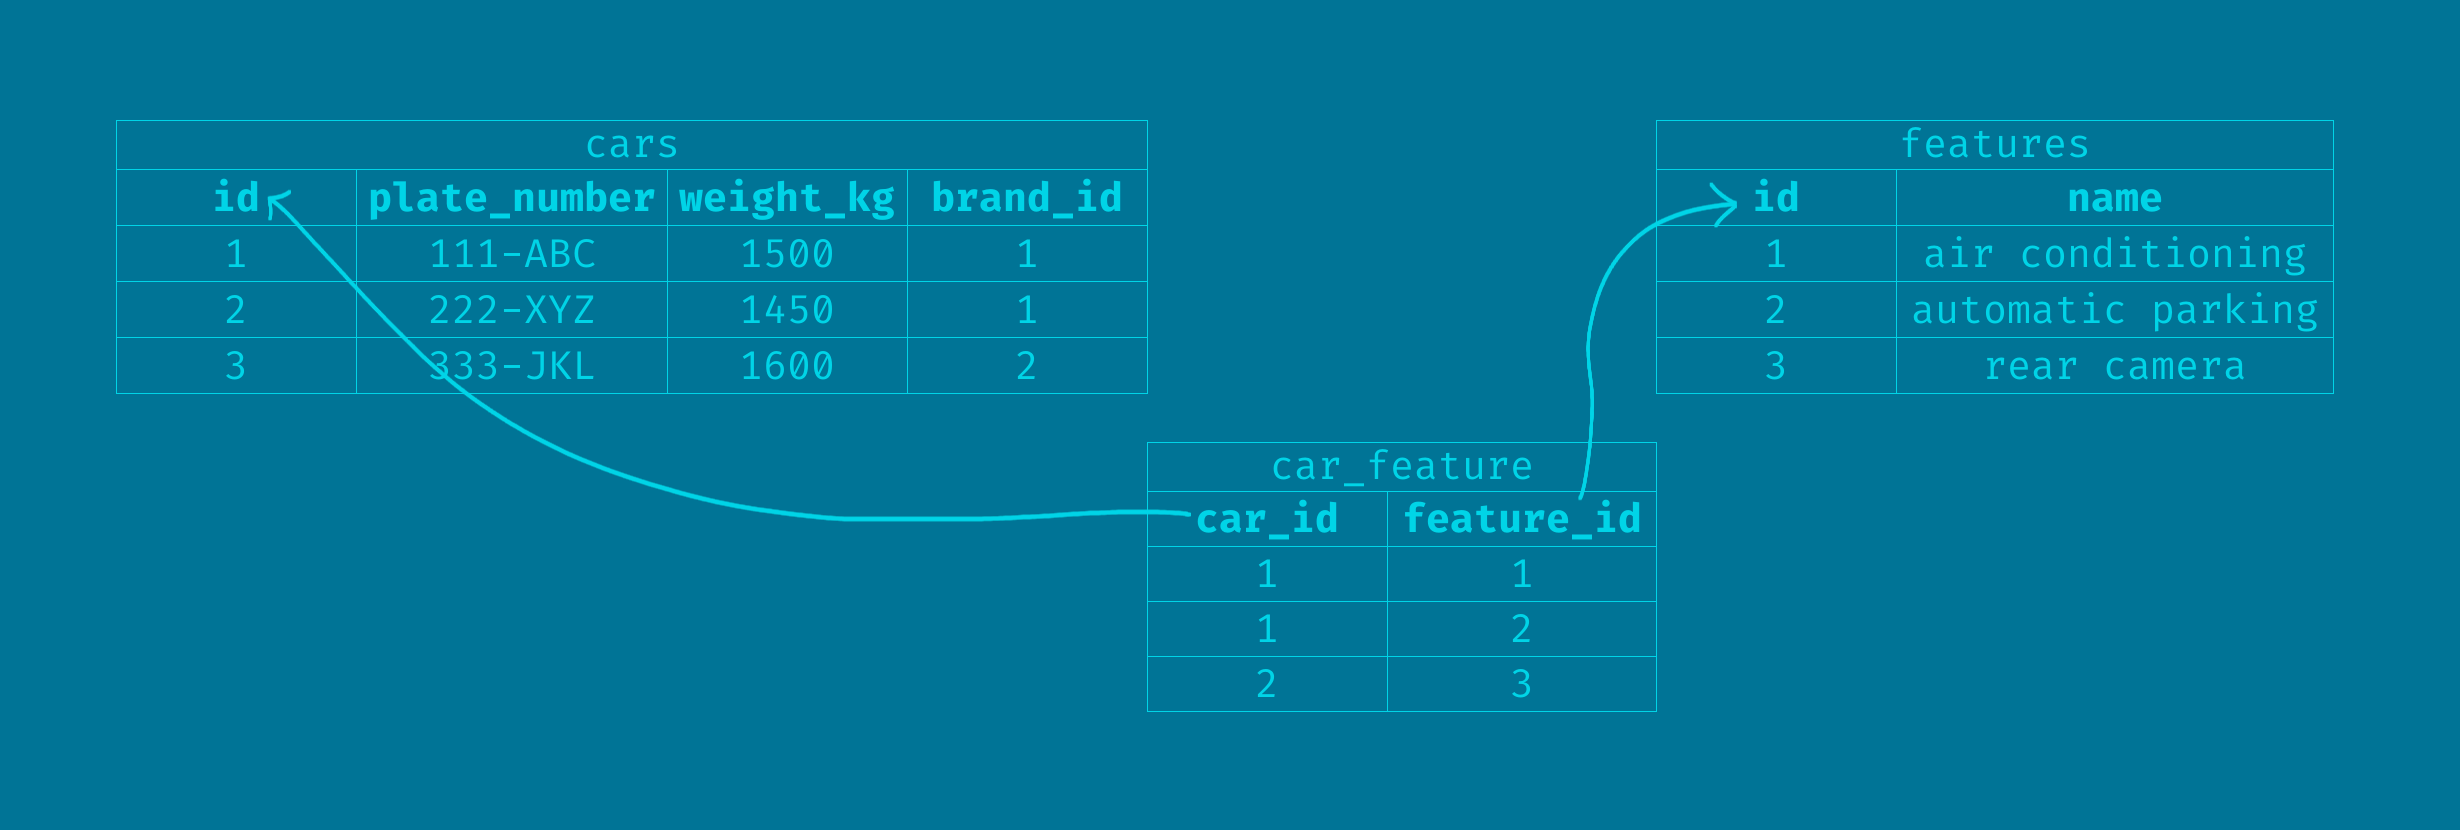 cars
id plate_number weight_kg brand_id
1 111-ABC 1500 1
2 222-XYZ 1450 1
3 333-JKL 1600 2
features
id name
1 air conditioning
2 automatic parking
3 rear camera
car_feature
car_id feature_id
1 1
1 2
2 3